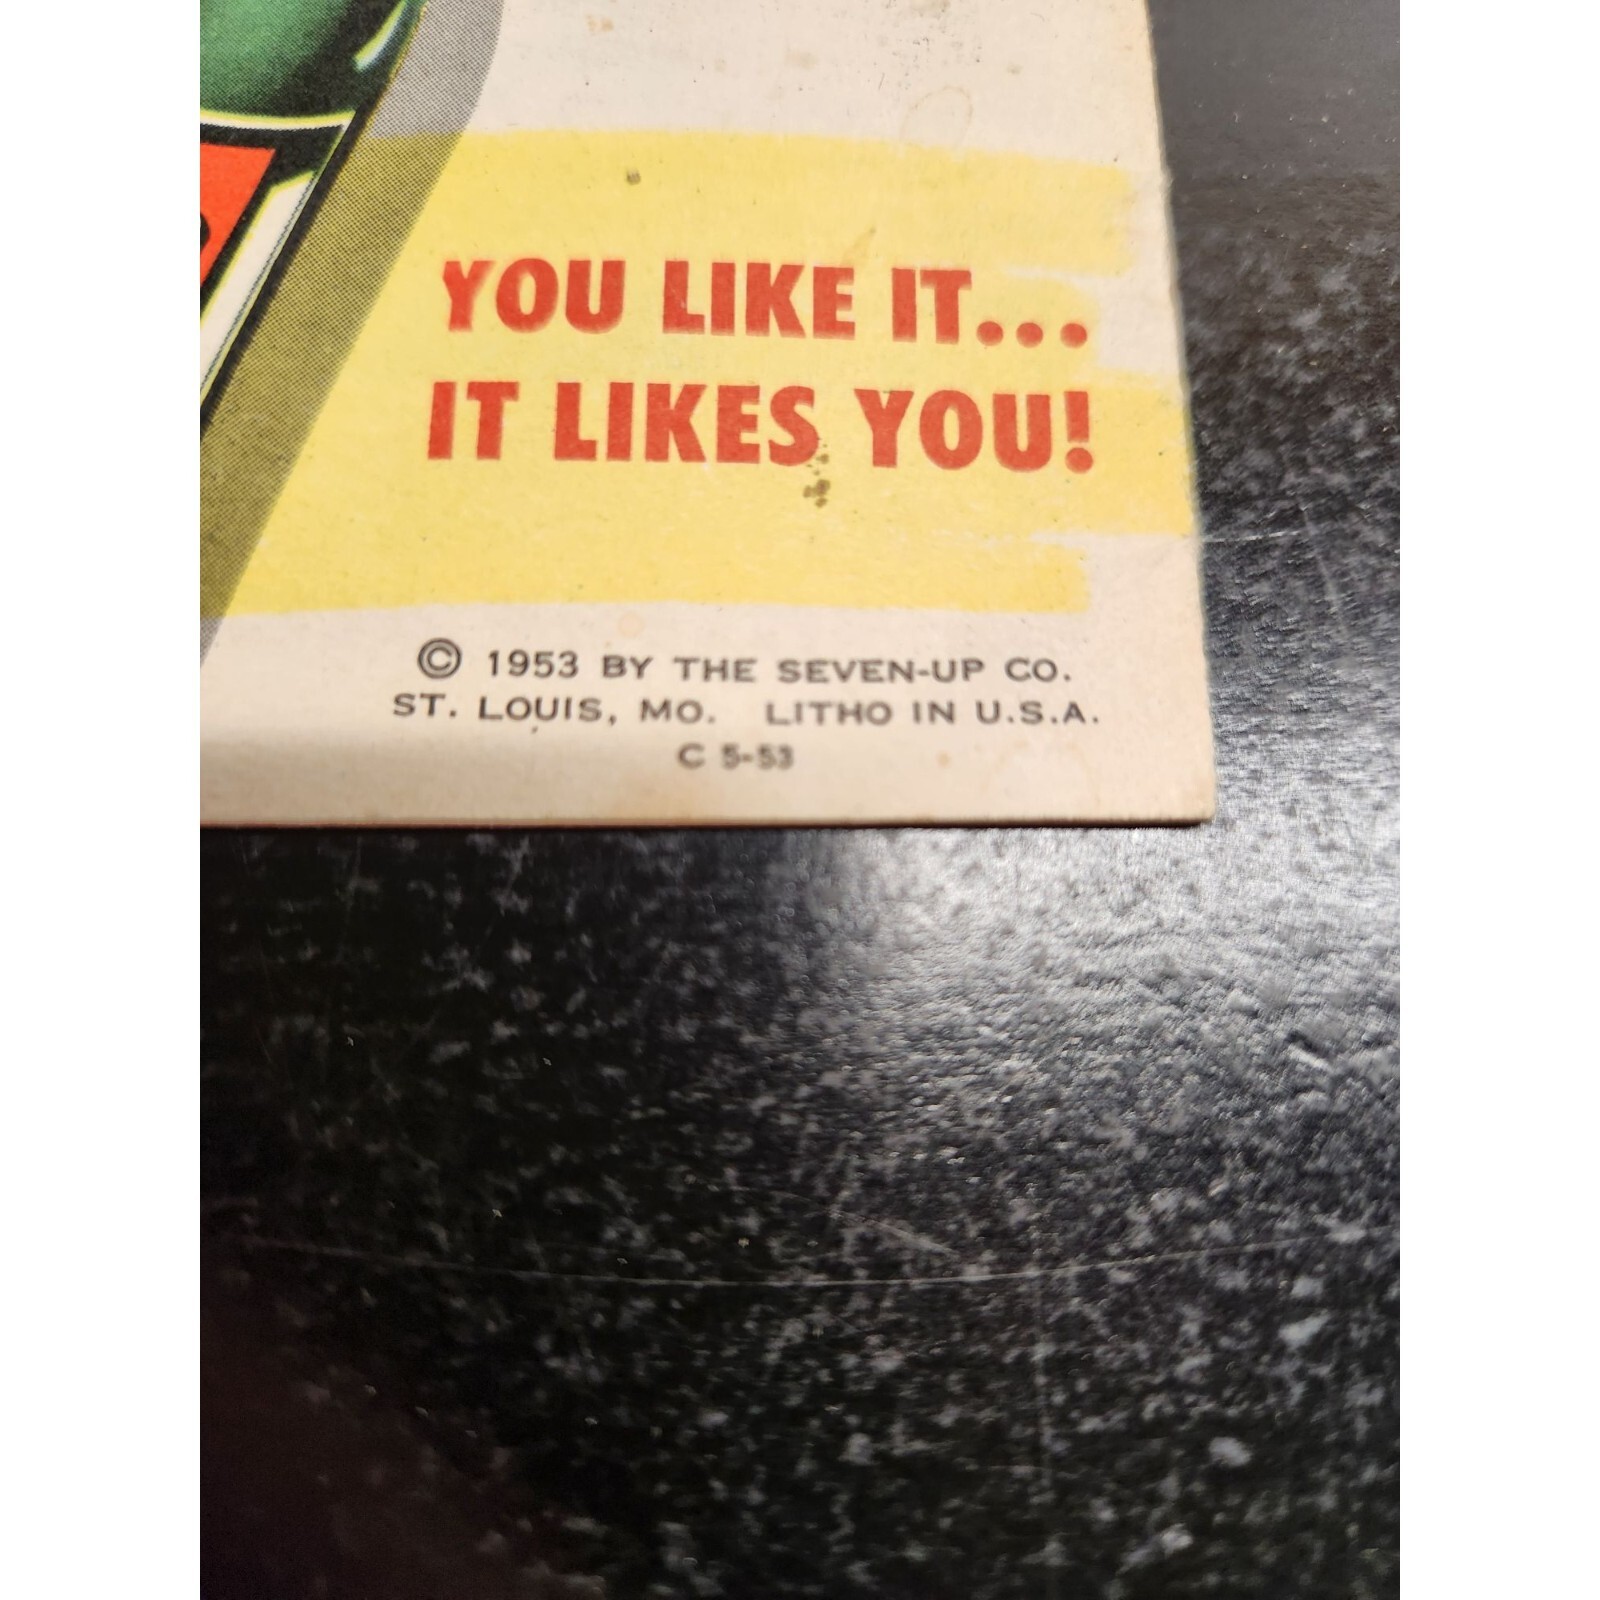 YOU LIKE IT...
IT LIKES YOU!
© 1953 BY THE SEVEN-UP CO.
ST. LOUIS, MO. LITHO IN U.S.A.
C 5-53